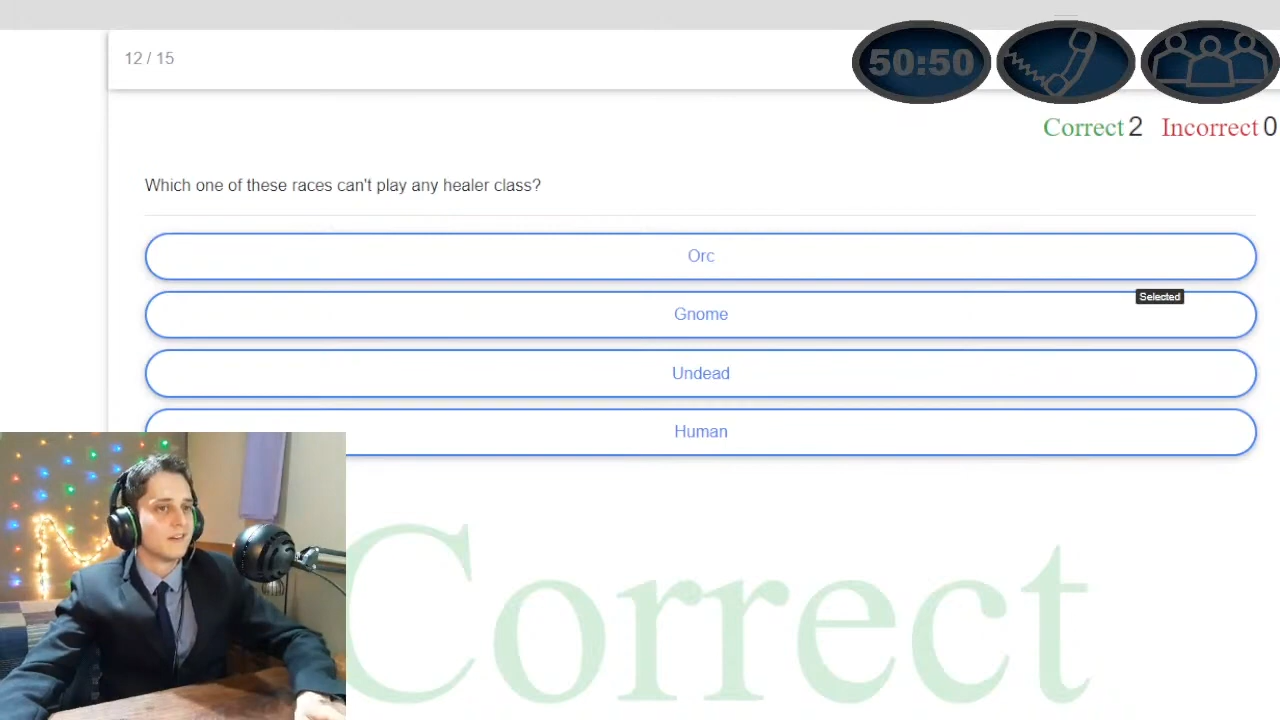 12 / 15
50:50
Correct 2 Incorrect 0
Which one of these races can't play any healer class?
Orc
Selected
Gnome
Undead
Human
Correct